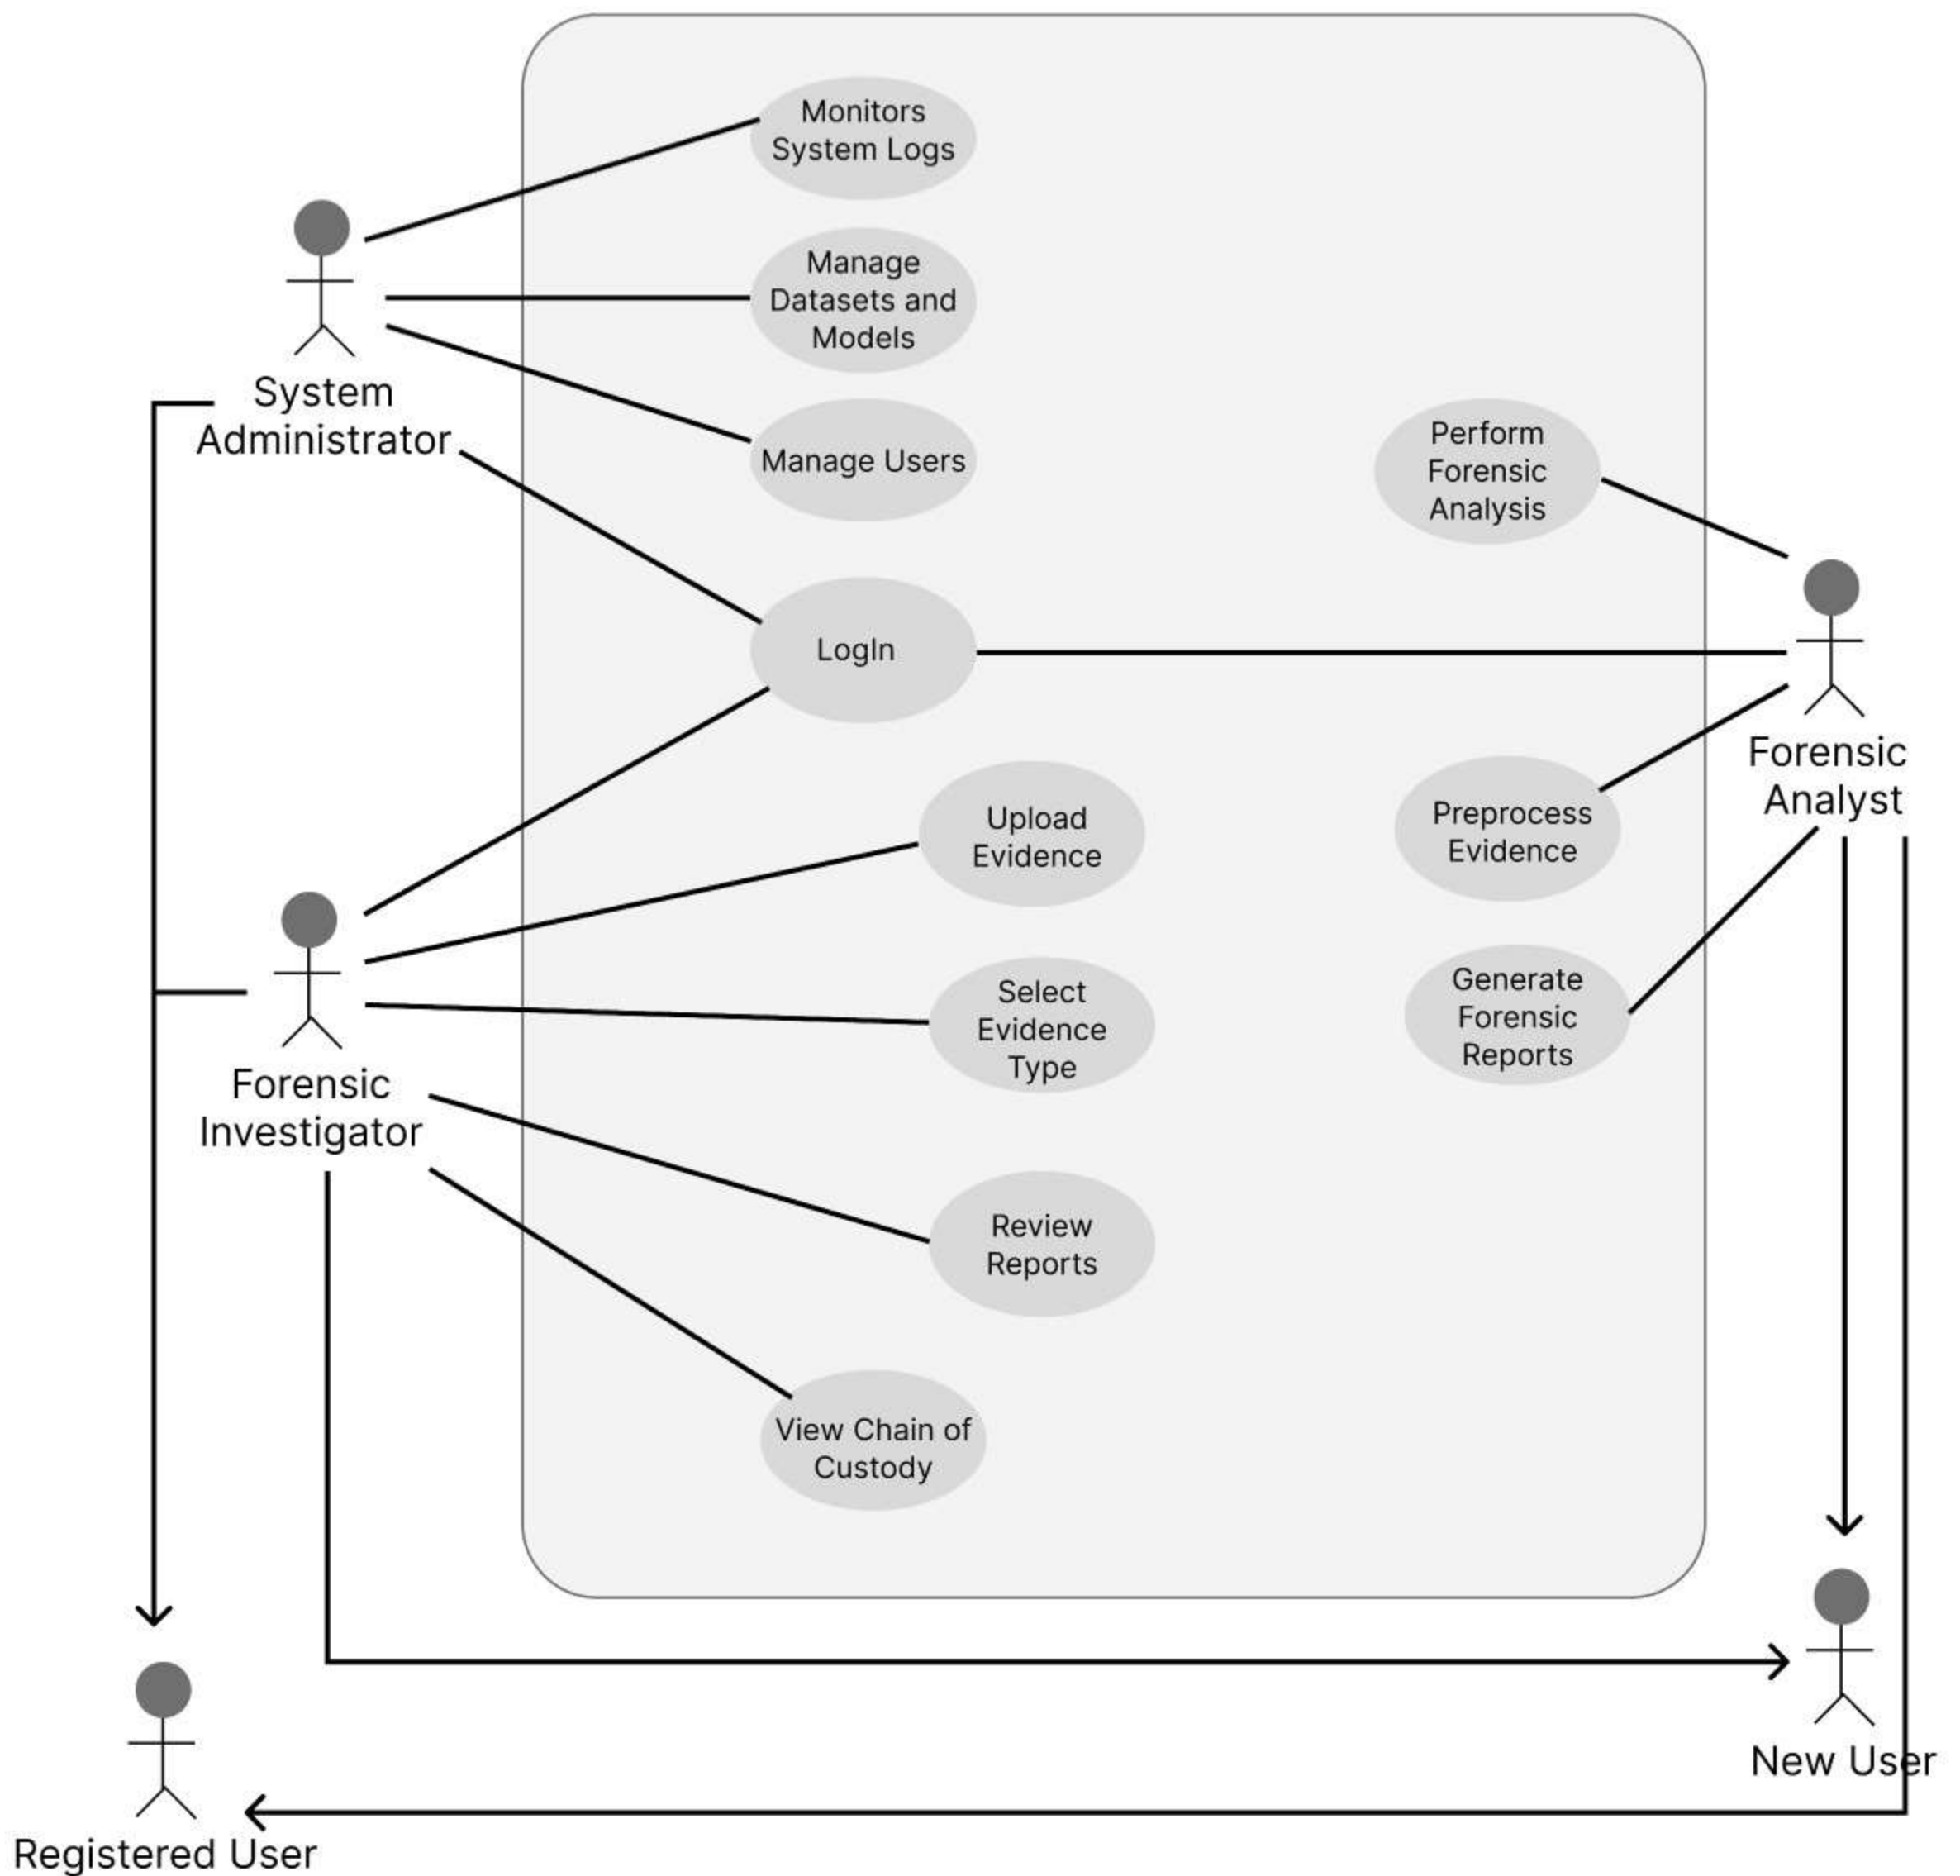 Monitors
System Logs
Manage
Datasets and
Models
System
Administrator
Manage Users
Perform
Forensic
Analysis
LogIn
Forensic
Analyst
Upload
Evidence
Preprocess
Evidence
Select
Evidence
Type
Generate
Forensic
Reports
Forensic
Investigator
Review
Reports
View Chain of
Custody
New User
Registered User